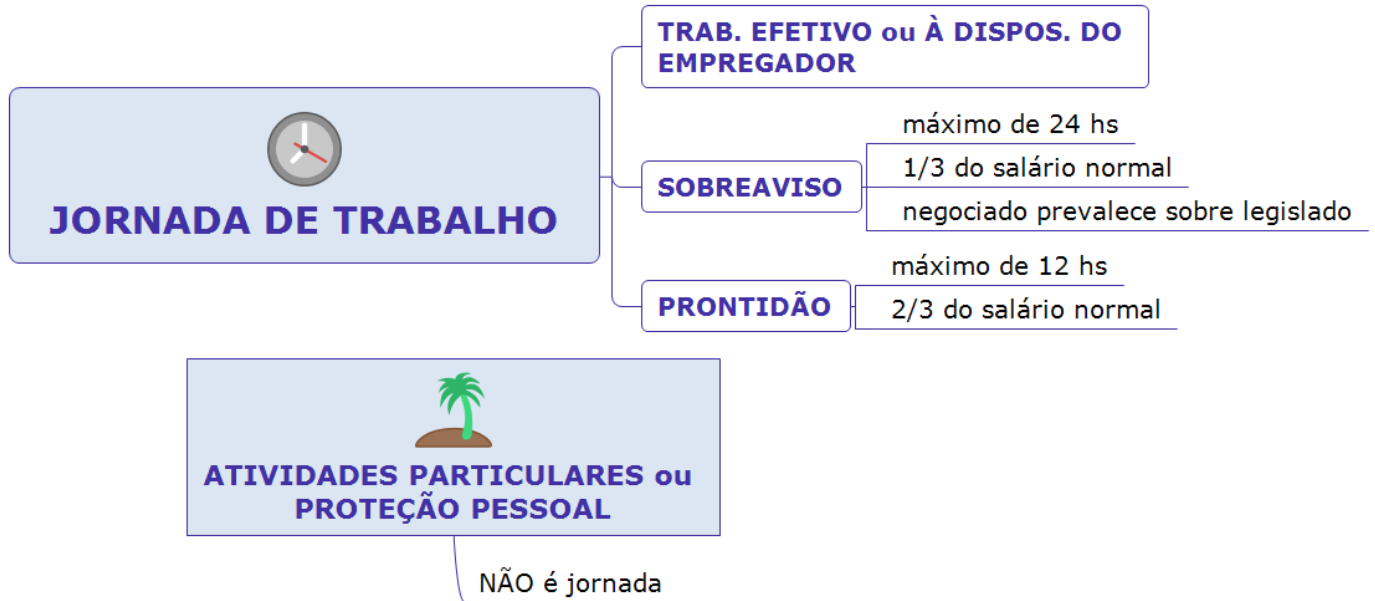 JORNADA DE TRABALHO
TRAB. EFETIVO ou À DISPOS. DO
EMPREGADOR
SOBREAVISO
máximo de 24 hs
1/3 do salário normal
negociado prevalece sobre legislado
PRONTIDÃO
máximo de 12 hs
2/3 do salário normal
ATIVIDADES PARTICULARES ou
PROTEÇÃO PESSOAL
NÃO é jornada